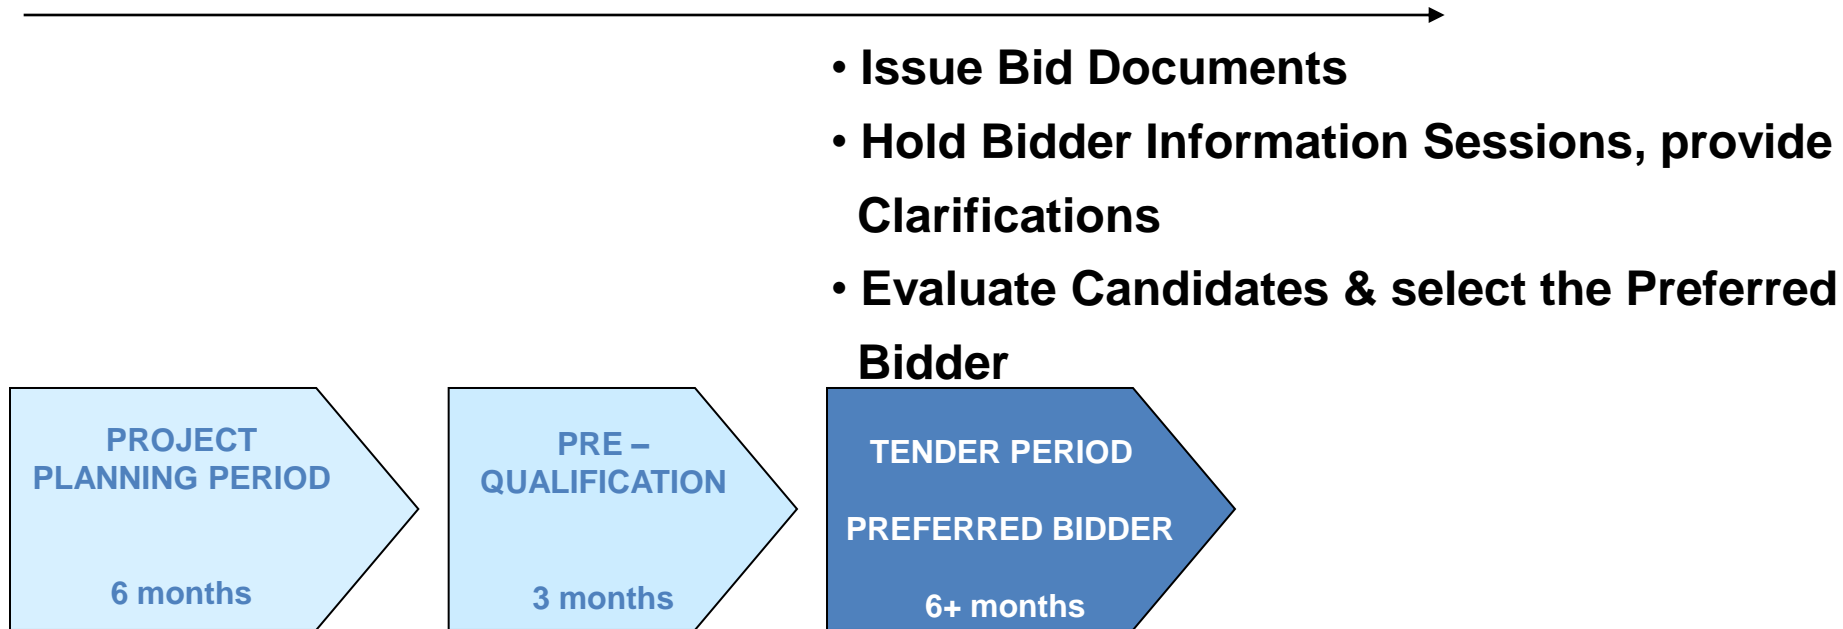 • Issue Bid Documents
• Hold Bidder Information Sessions, provide
Clarifications
• Evaluate Candidates & select the Preferred
Bidder
PROJECT
PLANNING PERIOD
6 months
PRE –
QUALIFICATION
3 months
TENDER PERIOD
PREFERRED BIDDER
6+ months